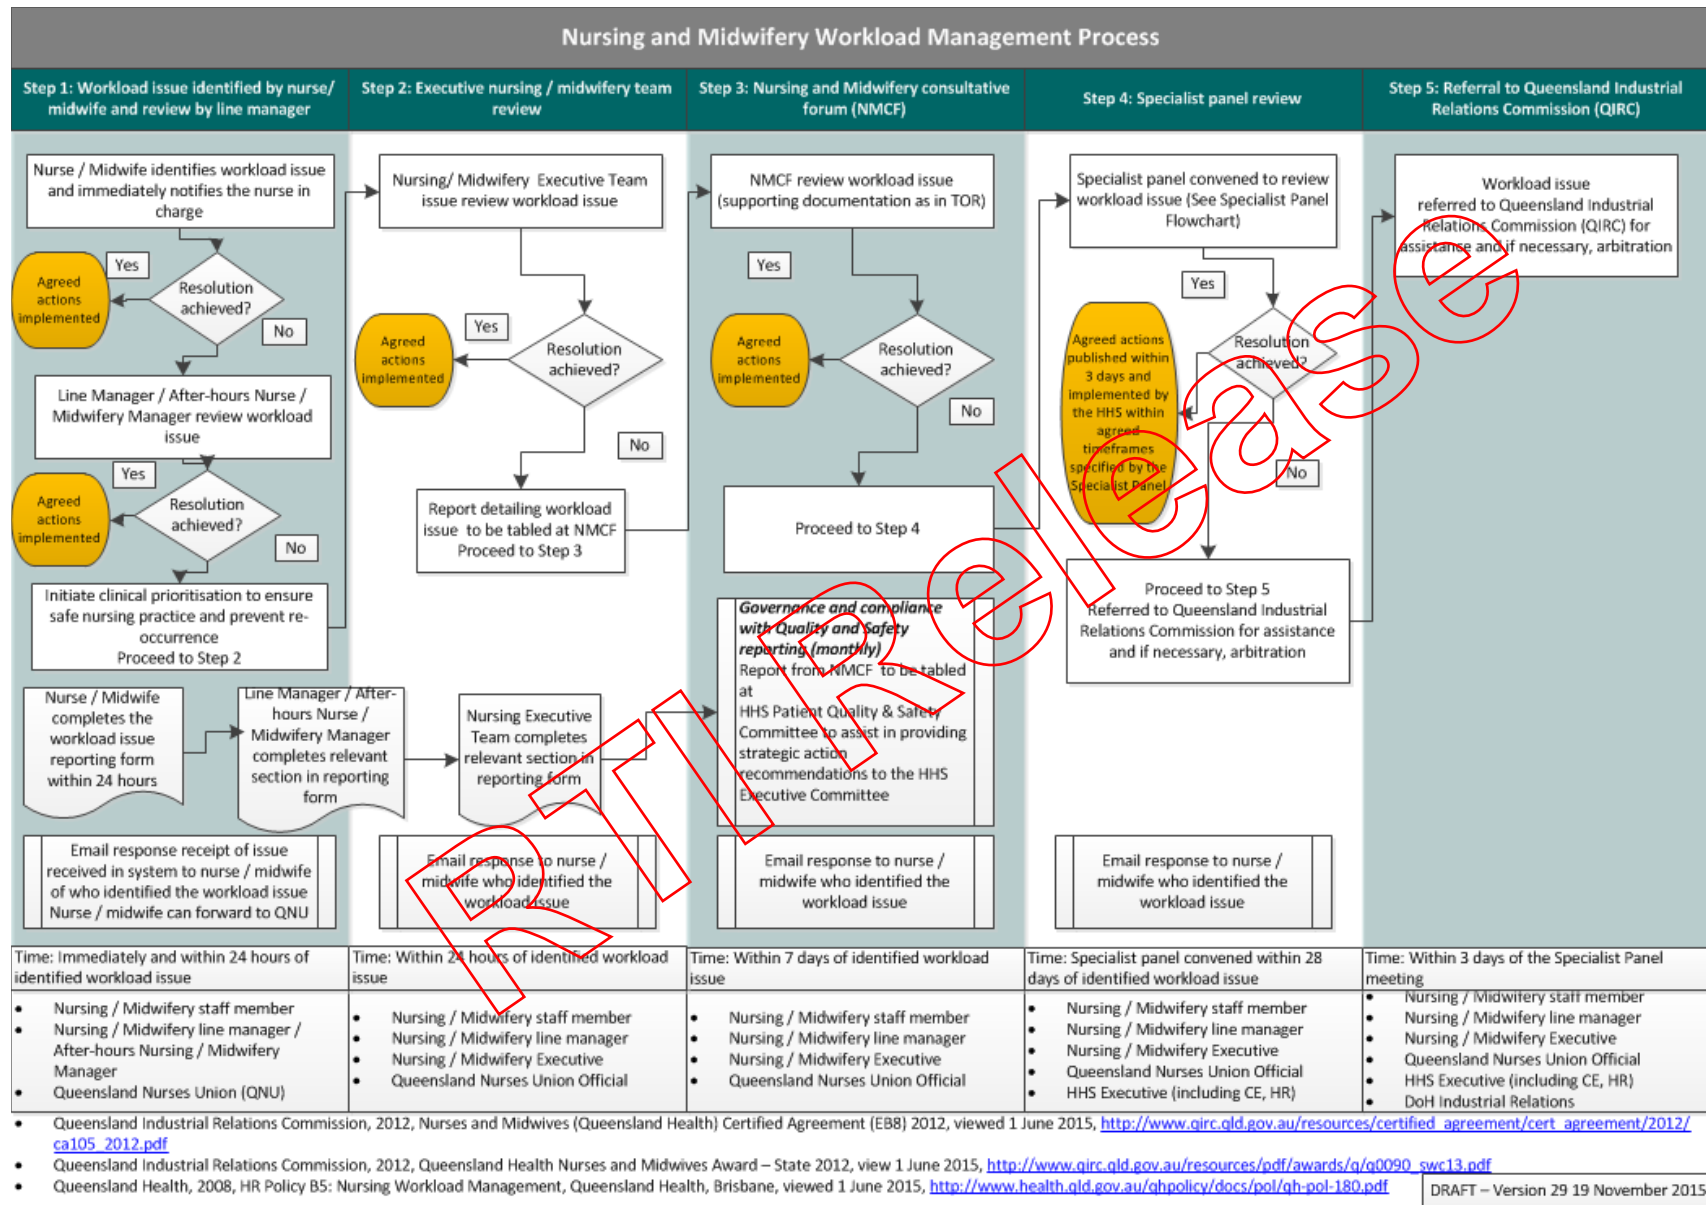 Nursing and Midwifery Workload Management Process
Step 1: Workload issue identified by nurse/
midwife and review by line manager
Step 2: Executive nursing / midwifery team
review
Step 3: Nursing and Midwifery consultative
forum (NMCF)
Step 4: Specialist panel review
Step 5: Referral to Queensland Industrial
Relations Commission (QIRC)
Nurse / Midwife identifies workload issue
and immediately notifies the nurse in
charge
Yes
Agreed
actions
implemented
Resolution
achieved?
No
Line Manager / After-hours Nurse /
Midwifery Manager review workload
issue
Yes
Agreed
actions
implemented
Resolution
achieved?
No
Initiate clinical prioritisation to ensure
safe nursing practice and prevent re-
occurrence
Proceed to Step 2
Nurse / Midwife
completes the
workload issue
reporting form
within 24 hours
Line Manager / After-
hours Nurse /
Midwifery Manager
completes relevant
section in reporting
form
Email response receipt of issue
received in system to nurse / midwife
of who identified the workload issue
Nurse / midwife can forward to QNU
Nursing/ Midwifery Executive Team
issue review workload issue
Yes
Agreed
actions
implemented
Resolution
achieved?
No
Report detailing workload
issue to be tabled at NMCF
Proceed to Step 3
Nursing Executive
Team completes
relevant section in
reporting form
Email response to nurse /
midwife who identified the
workload issue
NMCF review workload issue
(supporting documentation as in TOR)
Yes
Agreed
actions
implemented
Resolution
achieved?
No
Proceed to Step 4
Governance and compliance
with Quality and Safety
reporting (monthly)
Report from NMCF to be tabled
at
HHS Patient Quality & Safety
Committee to assist in providing
strategic action
recommendations to the HHS
Executive Committee
Email response to nurse /
midwife who identified the
workload issue
Specialist panel convened to review
workload issue (See Specialist Panel
Flowchart)
Yes
Agreed actions
published within
3 days and
implemented by
the HHS within
agreed
timeframes
specified by the
Specialist Panel
Resolution
achieved?
No
Proceed to Step 5
Referred to Queensland Industrial
Relations Commission for assistance
and if necessary, arbitration
Email response to nurse /
midwife who identified the
workload issue
Workload issue
referred to Queensland Industrial
Relations Commission (QIRC) for
assistance and if necessary, arbitration
RTI Release
Time: Immediately and within 24 hours of
identified workload issue
Time: Within 24 hours of identified workload
issue
Time: Within 7 days of identified workload
issue
Time: Specialist panel convened within 28
days of identified workload issue
Time: Within 3 days of the Specialist Panel
meeting
• Nursing / Midwifery staff member
• Nursing / Midwifery line manager /
After-hours Nursing / Midwifery
Manager
• Queensland Nurses Union (QNU)
• Nursing / Midwifery staff member
• Nursing / Midwifery line manager
• Nursing / Midwifery Executive
• Queensland Nurses Union Official
• Nursing / Midwifery staff member
• Nursing / Midwifery line manager
• Nursing / Midwifery Executive
• Queensland Nurses Union Official
• Nursing / Midwifery staff member
• Nursing / Midwifery line manager
• Nursing / Midwifery Executive
• Queensland Nurses Union Official
• HHS Executive (including CE, HR)
• Nursing / Midwifery staff member
• Nursing / Midwifery line manager
• Nursing / Midwifery Executive
• Queensland Nurses Union Official
• HHS Executive (including CE, HR)
• DoH Industrial Relations
• Queensland Industrial Relations Commission, 2012, Nurses and Midwives (Queensland Health) Certified Agreement (EB8) 2012, viewed 1 June 2015, http://www.qirc.qld.gov.au/resources/certified_agreement/cert_agreement/2012/
ca105_2012.pdf
• Queensland Industrial Relations Commission, 2012, Queensland Health Nurses and Midwives Award – State 2012, view 1 June 2015, http://www.qirc.qld.gov.au/resources/pdf/awards/q/q0090_swc13.pdf
• Queensland Health, 2008, HR Policy B5: Nursing Workload Management, Queensland Health, Brisbane, viewed 1 June 2015, http://www.health.qld.gov.au/qhpolicy/docs/pol/qh-pol-180.pdf
DRAFT – Version 29 19 November 2015